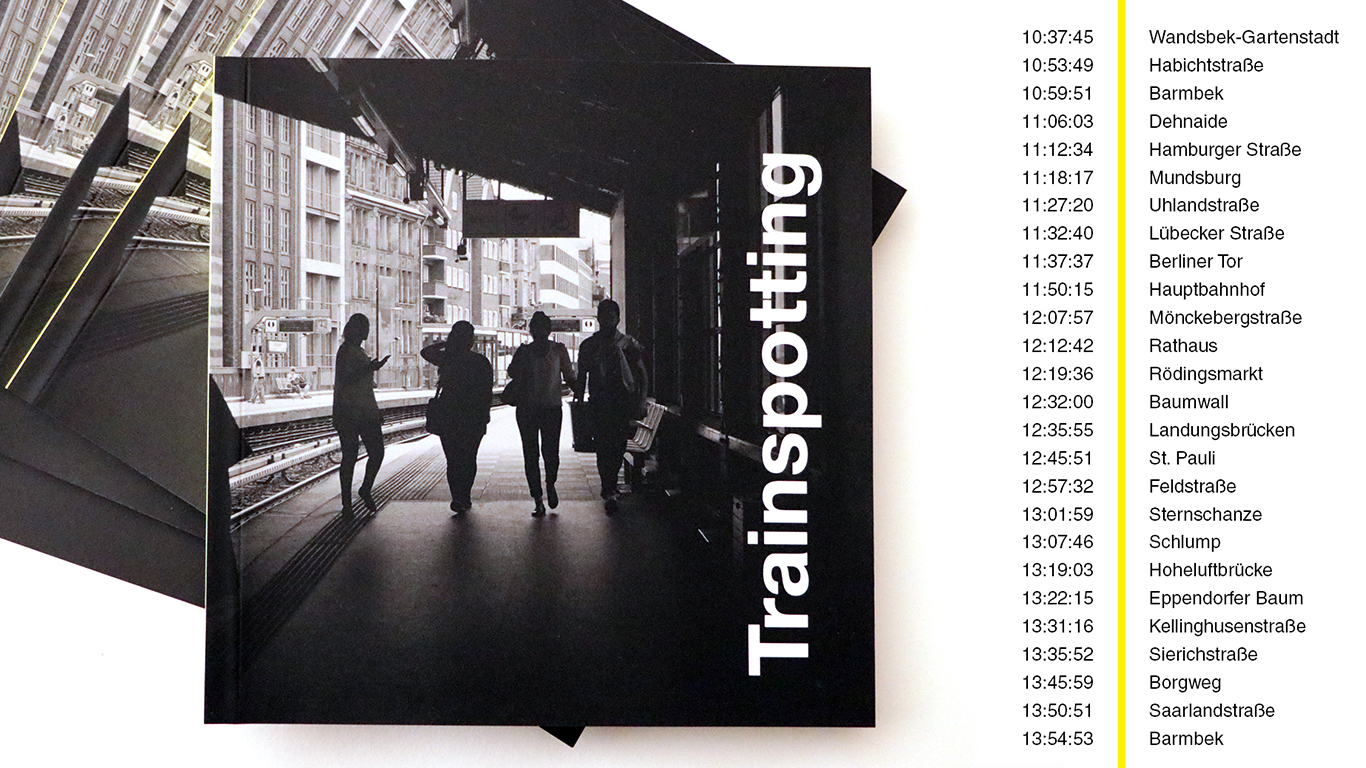 Trainspotting
10:37:45 Wandsbek-Gartenstadt
10:53:49 Habichtstraße
10:59:51 Barmbek
11:06:03 Dehnaide
11:12:34 Hamburger Straße
11:18:17 Mundsburg
11:27:20 Uhlandstraße
11:32:40 Lübecker Straße
11:37:37 Berliner Tor
11:50:15 Hauptbahnhof
12:07:57 Mönckebergstraße
12:12:42 Rathaus
12:19:36 Rödingsmarkt
12:32:00 Baumwall
12:35:55 Landungsbrücken
12:45:51 St. Pauli
12:57:32 Feldstraße
13:01:59 Sternschanze
13:07:46 Schlump
13:19:03 Hoheluftbrücke
13:22:15 Eppendorfer Baum
13:31:16 Kellinghusenstraße
13:35:52 Sierichstraße
13:45:59 Borgweg
13:50:51 Saarlandstraße
13:54:53 Barmbek